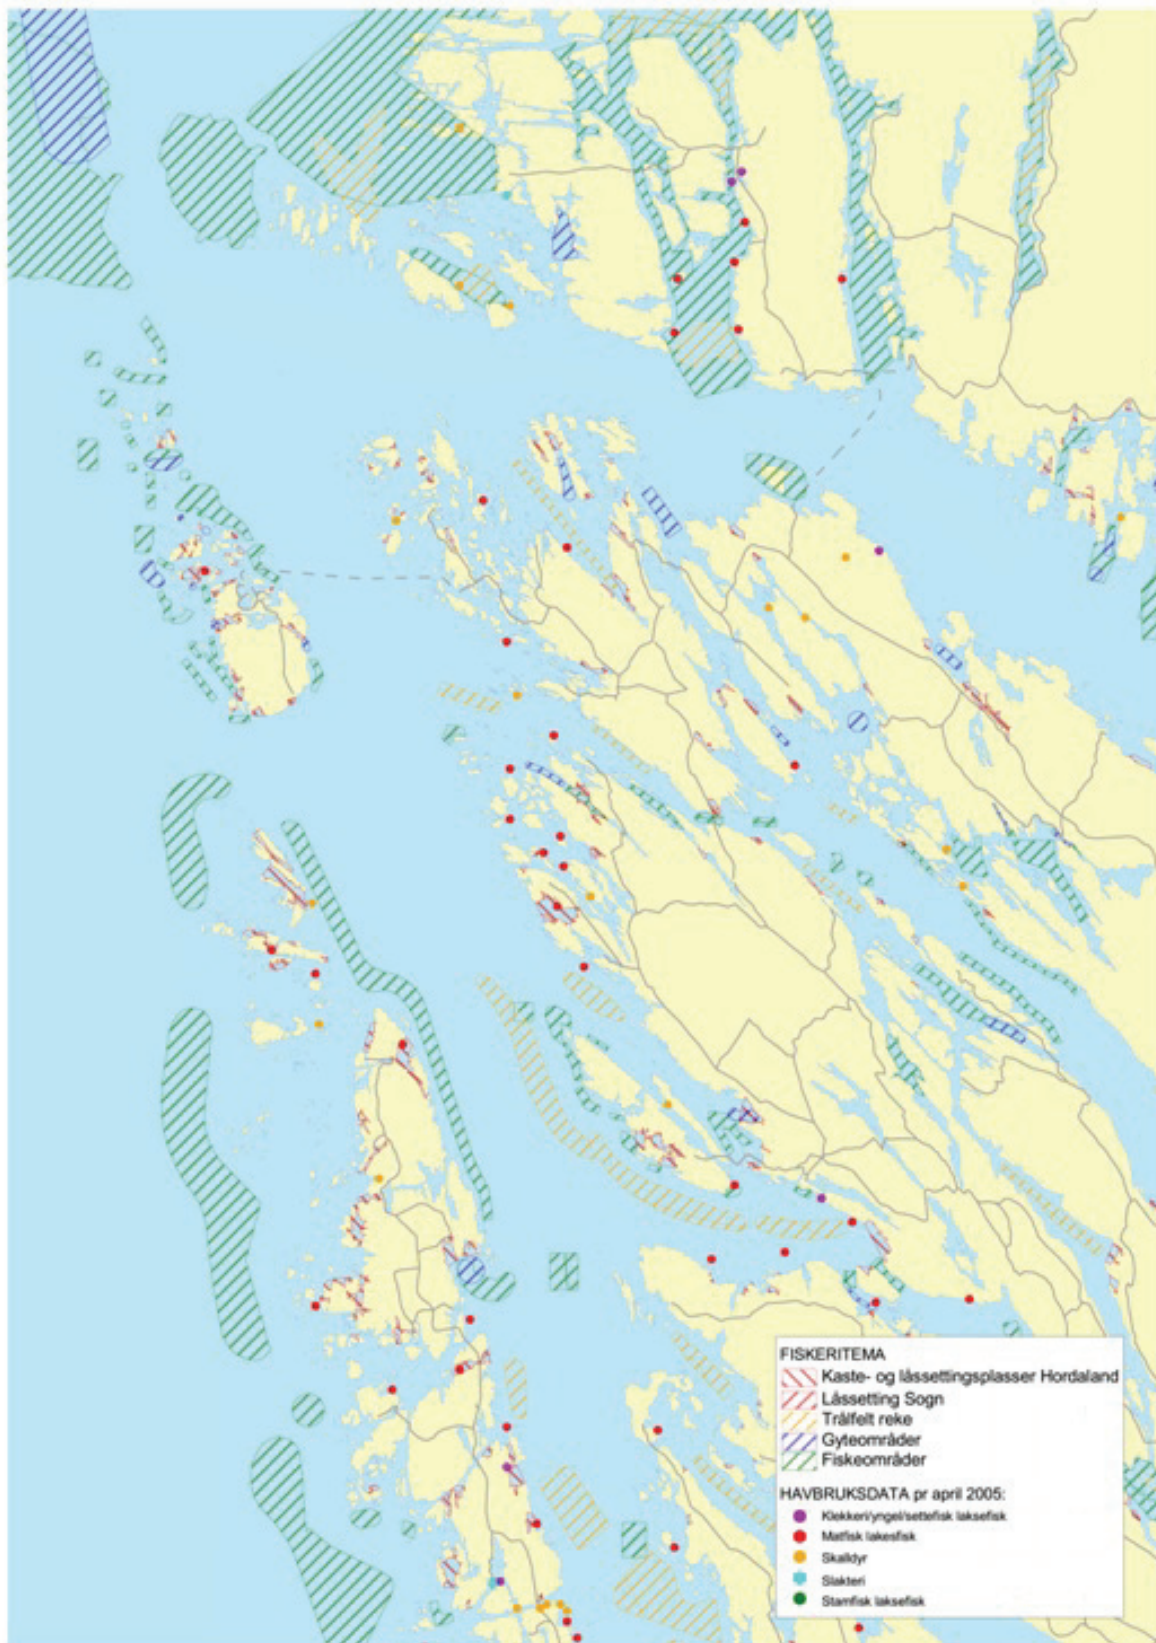 FISKERITEMA
Kaste- og låssettingsplasser Hordaland
Låssetting Sogn
Trålfelt reke
Gyteområder
Fiskeområder
HAVBRUKSDATA pr april 2005:
Klekkeri/yngel/settefisk laksefisk
Matfisk lakesfisk
Skalldyr
Slakteri
Stamfisk laksefisk